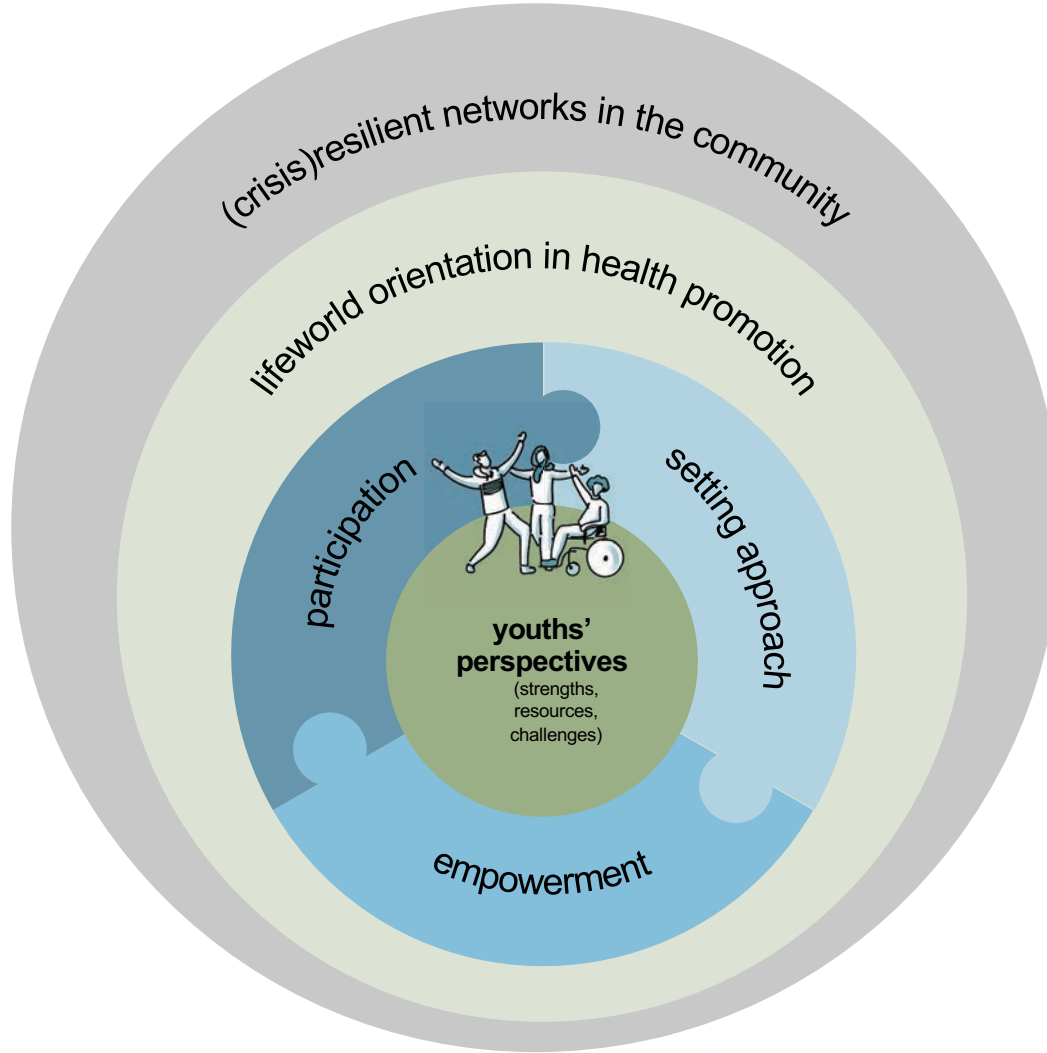 (crisis)resilient networks in the community
lifeworld orientation in health promotion
participation
setting approach
youths’
perspectives
(strengths,
resources,
challenges)
empowerment